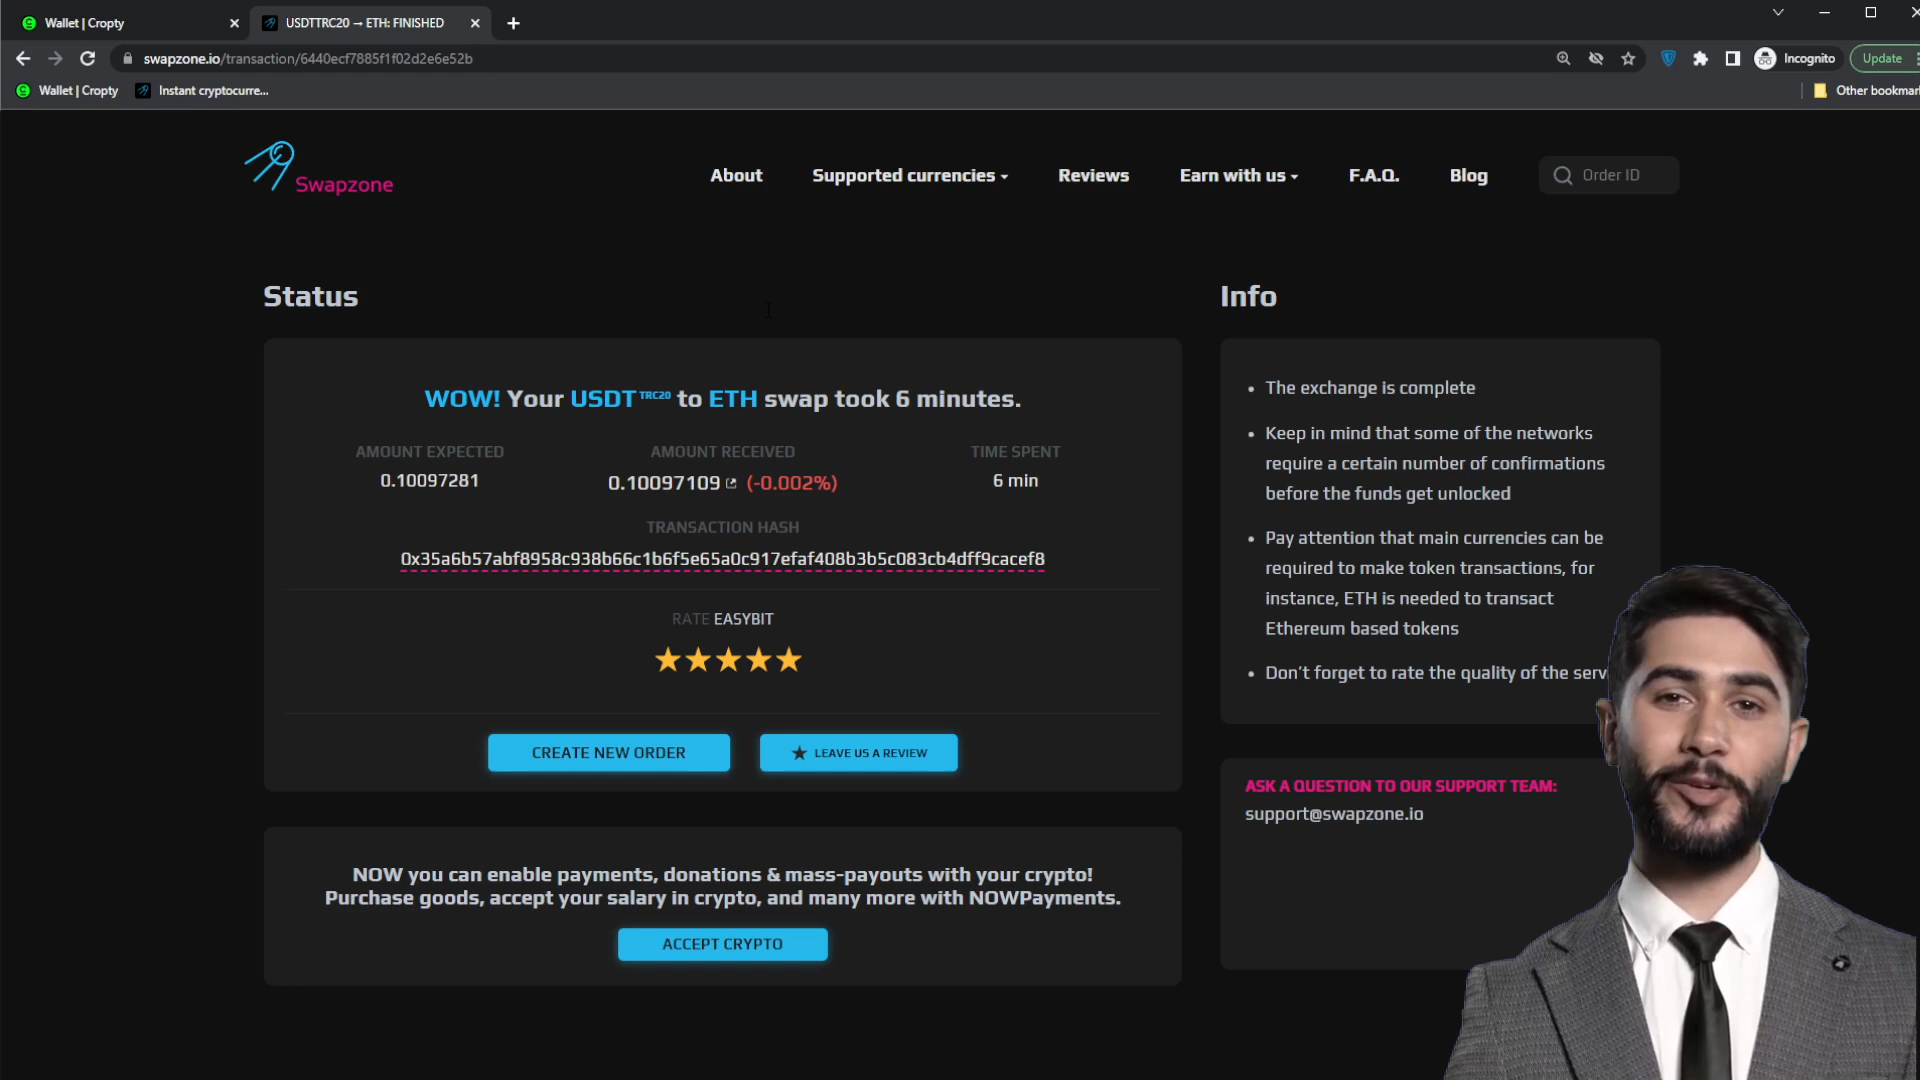 Wallet | Cropty
USDTTRC20 → ETH: FINISHED
swapzone.io/transaction/6440ecf7885f1f02d2e6e52b
Incognito
Update
Wallet | Cropty
Instant cryptocurre...
Other bookmar
Swapzone
About
Supported currencies
Reviews
Earn with us
F.A.Q.
Blog
Order ID
Status
WOW! Your USDT TRC20 to ETH swap took 6 minutes.
AMOUNT EXPECTED
0.10097281
AMOUNT RECEIVED
0.10097109 (-0.002%)
TIME SPENT
6 min
TRANSACTION HASH
0x35a6b57abf8958c938b66c1b6f5e65a0c917efaf408b3b5c083cb4dff9cacef8
RATE EASYBIT
CREATE NEW ORDER
LEAVE US A REVIEW
NOW you can enable payments, donations & mass-payouts with your crypto!
Purchase goods, accept your salary in crypto, and many more with NOWPayments.
ACCEPT CRYPTO
Info
• The exchange is complete
• Keep in mind that some of the networks
require a certain number of confirmations
before the funds get unlocked
• Pay attention that main currencies can be
required to make token transactions, for
instance, ETH is needed to transact
Ethereum based tokens
• Don't forget to rate the quality of the serv
ASK A QUESTION TO OUR SUPPORT TEAM:
support@swapzone.io